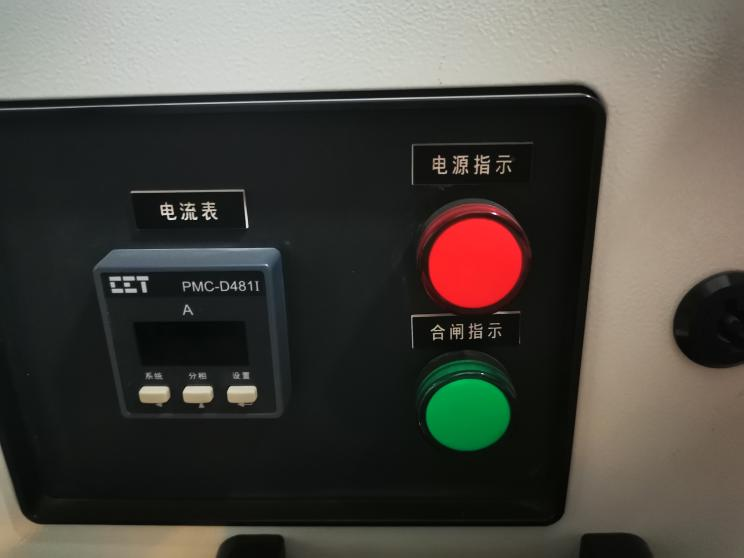 电源指示
电流表
CET PMC-D481I
A
系统 分相 设置
合闸指示